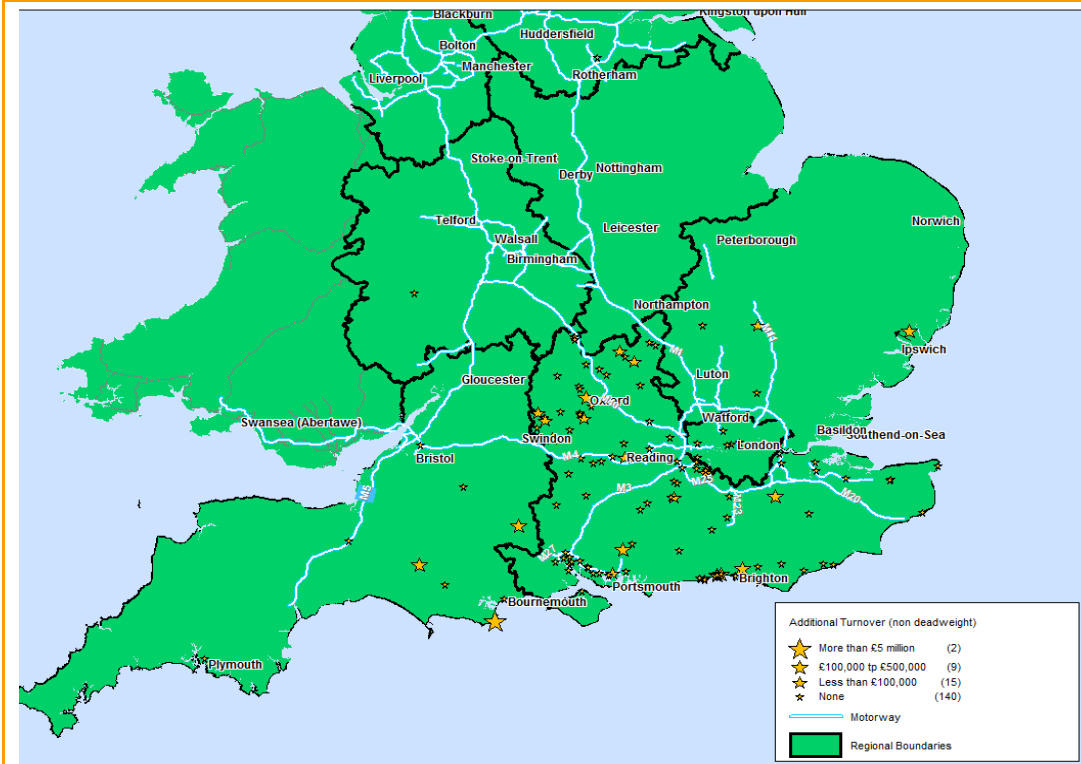 Blackburn
Kingston upon Hull
Huddersfield
Bolton
Manchester
Liverpool
Rotherham
Stoke-on-Trent
Nottingham
Derby
Norwich
Telford
Leicester
Peterborough
Walsall
Birmingham
Northampton
M11
Ipswich
M1
Gloucester
Luton
Oxford
M40
Swansea (Abertawe)
Watford
Basildon
Southend-on-Sea
Swindon
London
Bristol
M4
Reading
M25
M5
M3
M23
M20
M27
Portsmouth
Brighton
Bournemouth
Plymouth
Additional Turnover (non deadweight)
More than £5 million (2)
£100,000 tp £500,000 (9)
Less than £100,000 (15)
None (140)
Motorway
Regional Boundaries